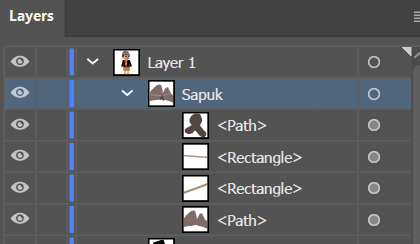 Layers
Layer 1
Sapuk
<Path>
<Rectangle>
<Rectangle>
<Path>